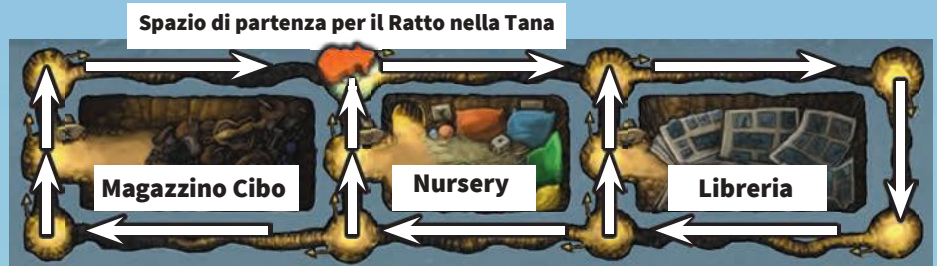 Spazio di partenza per il Ratto nella Tana
Magazzino Cibo
Nursery
Libreria